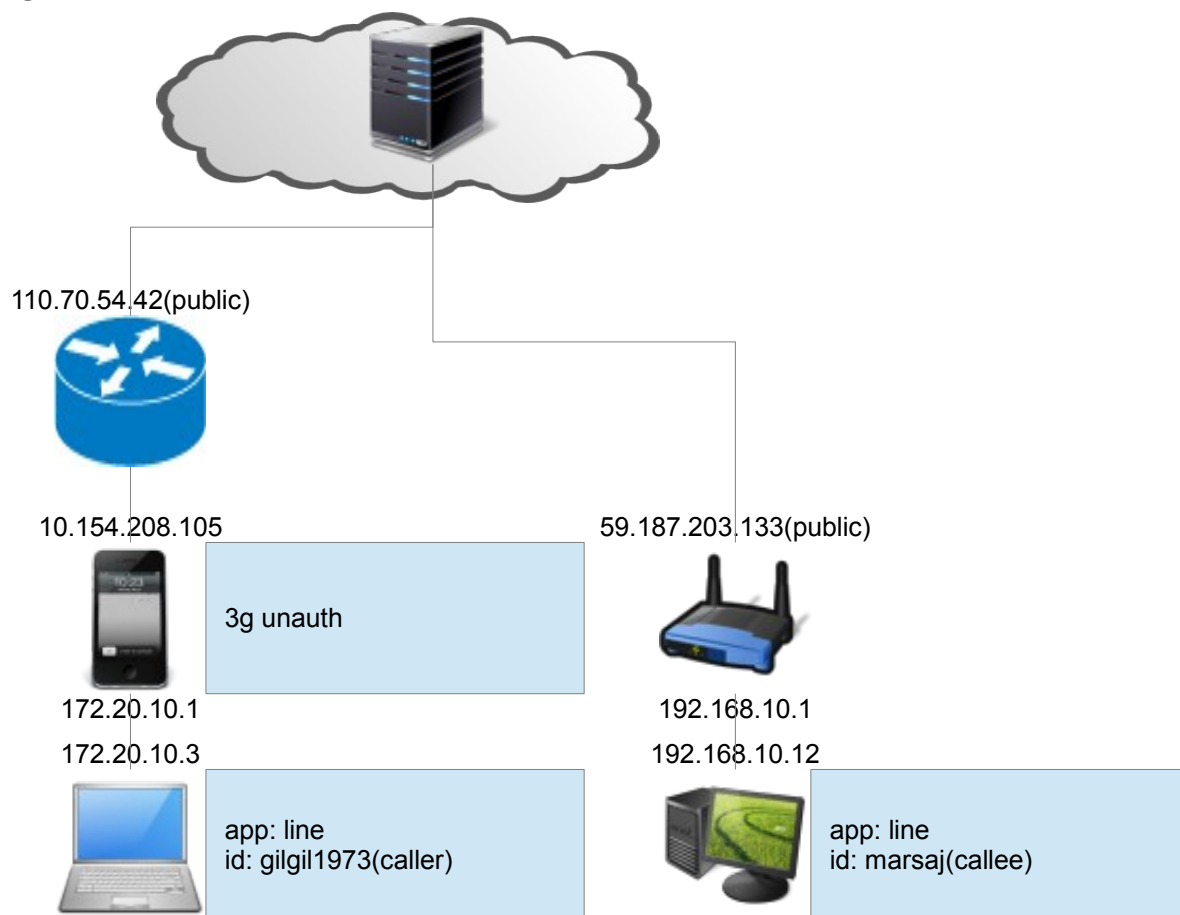 110.70.54.42(public)
10.154.208.105
59.187.203.133(public)
3g unauth
172.20.10.1
192.168.10.1
172.20.10.3
192.168.10.12
app: line
id: gilgil1973(caller)
app: line
id: marsaj(callee)